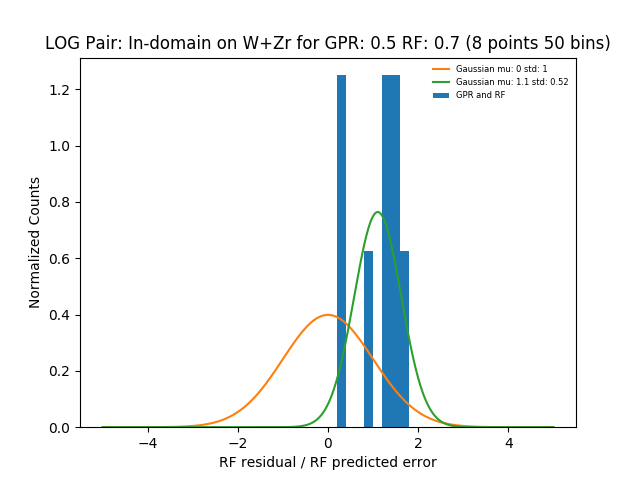 LOG Pair: In-domain on W+Zr for GPR: 0.5 RF: 0.7 (8 points 50 bins)
Gaussian mu: 0 std: 1
Gaussian mu: 1.1 std: 0.52
GPR and RF
Normalized Counts
1.2
1.0
0.8
0.6
0.4
0.2
0.0
−4
−2
0
2
4
RF residual / RF predicted error